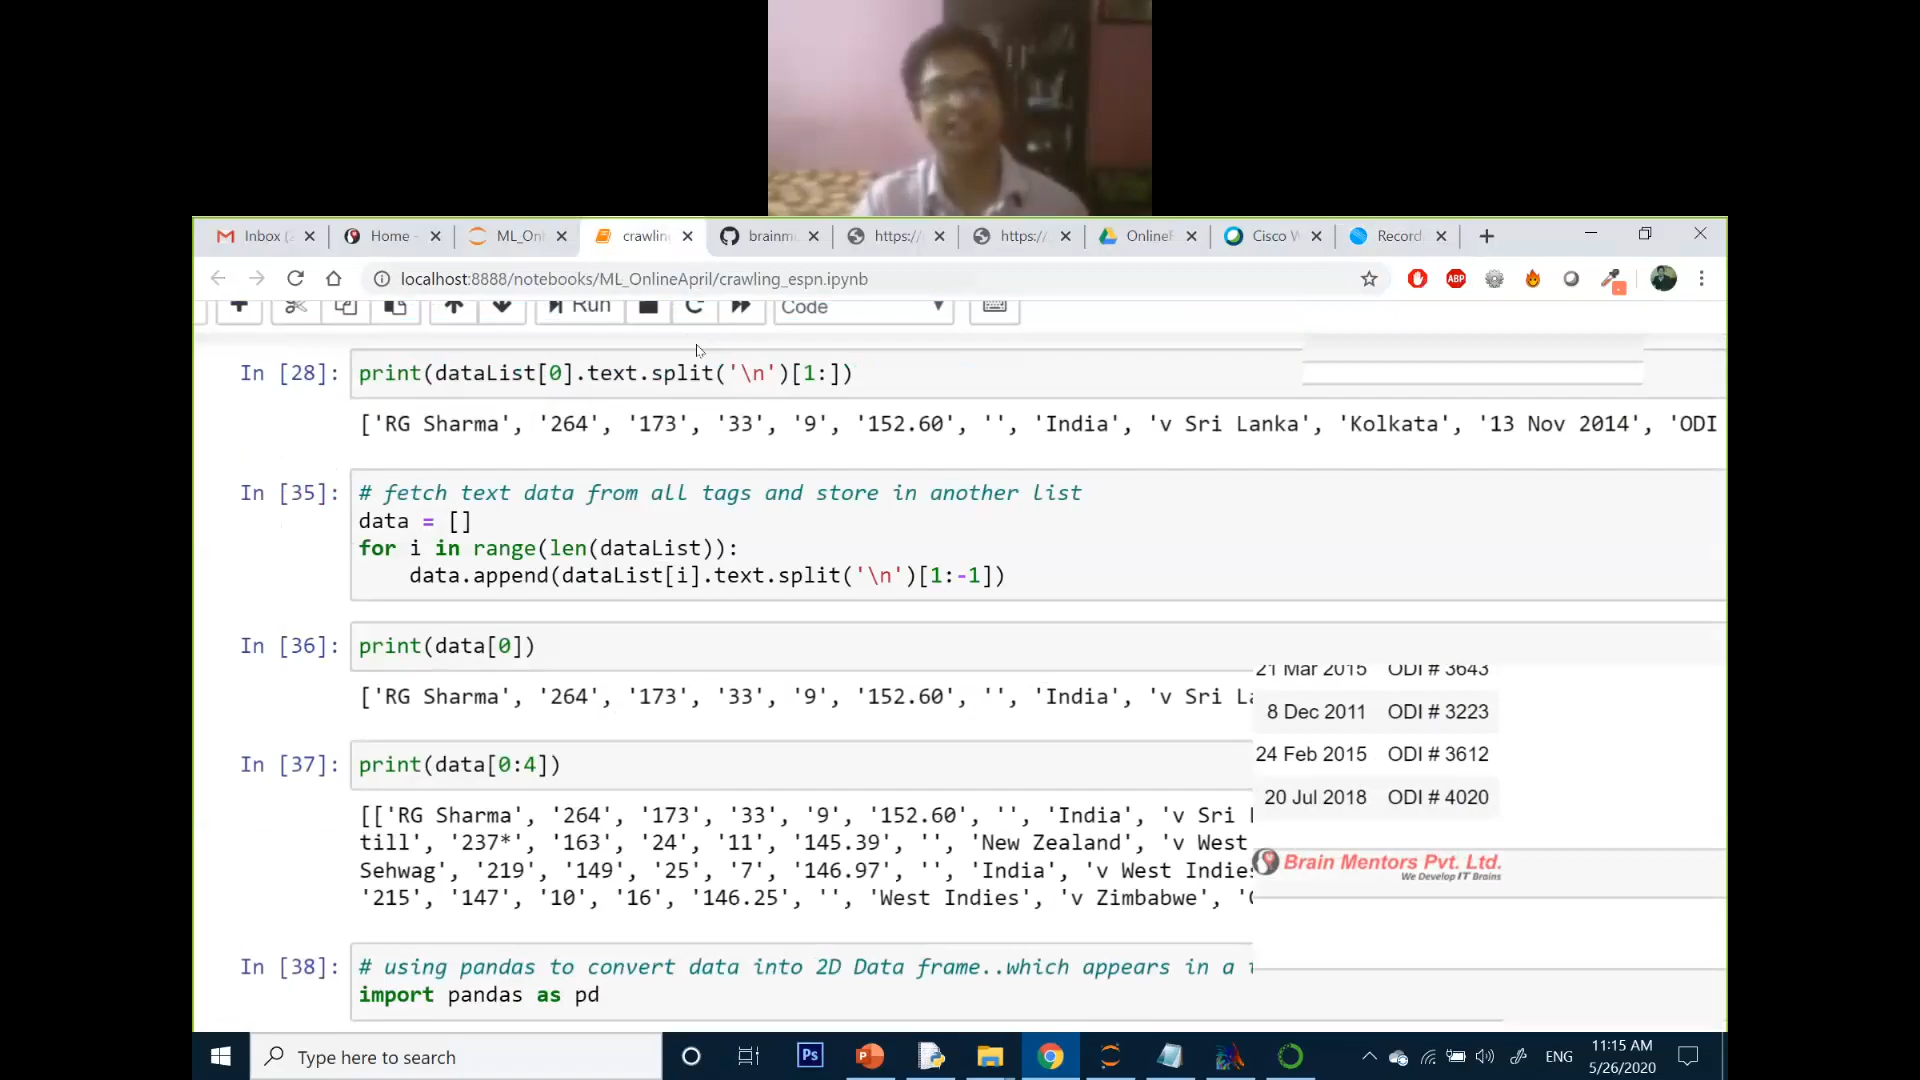 Inbox (
Home -
ML_Onl
crawlin
brainm
https://
https://
OnlineF
Cisco W
Record
localhost:8888/notebooks/ML_OnlineApril/crawling_espn.ipynb
ABP
Run
Code
In [28]: print(dataList[0].text.split('\n')[1:])
['RG Sharma', '264', '173', '33', '9', '152.60', '', 'India', 'v Sri Lanka', 'Kolkata', '13 Nov 2014', 'ODI
In [35]: # fetch text data from all tags and store in another list
data = []
for i in range(len(dataList)):
data.append(dataList[i].text.split('\n')[1:-1])
In [36]: print(data[0])
['RG Sharma', '264', '173', '33', '9', '152.60', '', 'India', 'v Sri La
In [37]: print(data[0:4])
[['RG Sharma', '264', '173', '33', '9', '152.60', '', 'India', 'v Sri
till', '237*', '163', '24', '11', '145.39', '', 'New Zealand', 'v West
Sehwag', '219', '149', '25', '7', '146.97', '', 'India', 'v West Indies
'215', '147', '10', '16', '146.25', '', 'West Indies', 'v Zimbabwe', '
21 Mar 2015 ODI # 3643
8 Dec 2011 ODI # 3223
24 Feb 2015 ODI # 3612
20 Jul 2018 ODI # 4020
Brain Mentors Pvt. Ltd.
We Develop IT Brains
In [38]: # using pandas to convert data into 2D Data frame..which appears in a
import pandas as pd
Type here to search
Ps
ENG
11:15 AM
5/26/2020